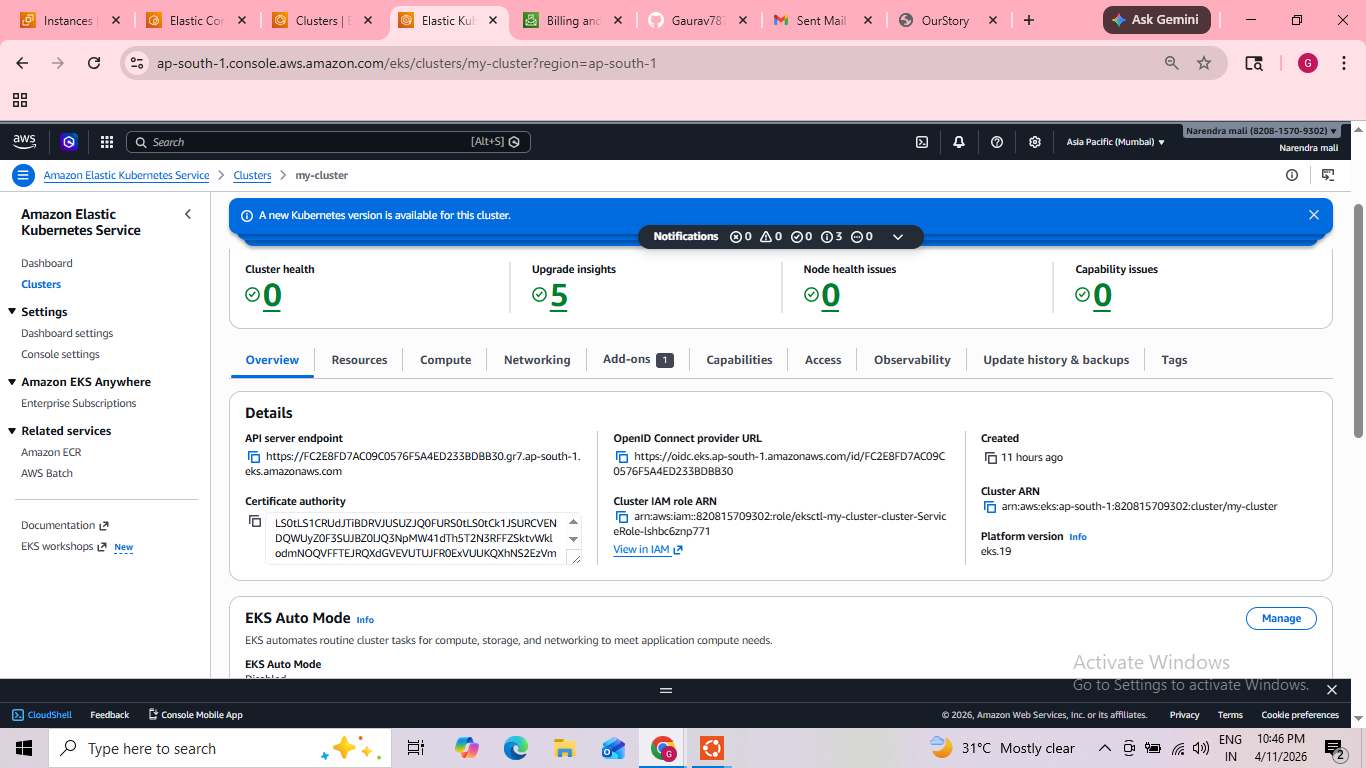 Instances |
Elastic Con
Clusters | E
Elastic Kub
Billing and
Gaurav787
Sent Mail
OurStory
Ask Gemini
ap-south-1.console.aws.amazon.com/eks/clusters/my-cluster?region=ap-south-1
G
aws
Search
[Alt+S]
Asia Pacific (Mumbai)
Narendra mali (8208-1570-9302)
Narendra mali
Amazon Elastic Kubernetes Service
Clusters
my-cluster
Amazon Elastic
Kubernetes Service
Dashboard
Clusters
Settings
Dashboard settings
Console settings
Amazon EKS Anywhere
Enterprise Subscriptions
Related services
Amazon ECR
AWS Batch
Documentation
EKS workshops New
A new Kubernetes version is available for this cluster.
Notifications 0 0 0 3 0
Cluster health
0
Upgrade insights
5
Node health issues
0
Capability issues
0
Overview
Resources
Compute
Networking
Add-ons 1
Capabilities
Access
Observability
Update history & backups
Tags
Details
API server endpoint
https://FC2E8FD7AC09C0576F5A4ED233BDBB30.gr7.ap-south-1.
eks.amazonaws.com
Certificate authority
LS0tLS1CRUdJTiBDRVJUSUZJQ0FURS0tLS0tCk1JSURCVEN
DQWUyZ0F3SUJBZ0lJQ3NpMW41dTh5T2N3RFFZSktvWkl
odmNOQVFFTEJRQXdGVEVUTUJFR0ExVUUKQXhNS2EzVm
OpenID Connect provider URL
https://oidc.eks.ap-south-1.amazonaws.com/id/FC2E8FD7AC09C
0576F5A4ED233BDBB30
Cluster IAM role ARN
arn:aws:iam::820815709302:role/eksctl-my-cluster-cluster-Servic
eRole-lshbc6znp771
View in IAM
Created
11 hours ago
Cluster ARN
arn:aws:eks:ap-south-1:820815709302:cluster/my-cluster
Platform version Info
eks.19
EKS Auto Mode Info
Manage
EKS automates routine cluster tasks for compute, storage, and networking to meet application compute needs.
EKS Auto Mode
Disabled
Activate Windows
Go to Settings to activate Windows.
CloudShell
Feedback
Console Mobile App
© 2026, Amazon Web Services, Inc. or its affiliates.
Privacy
Terms
Cookie preferences
Type here to search
31°C Mostly clear
ENG
IN
10:46 PM
4/11/2026
2